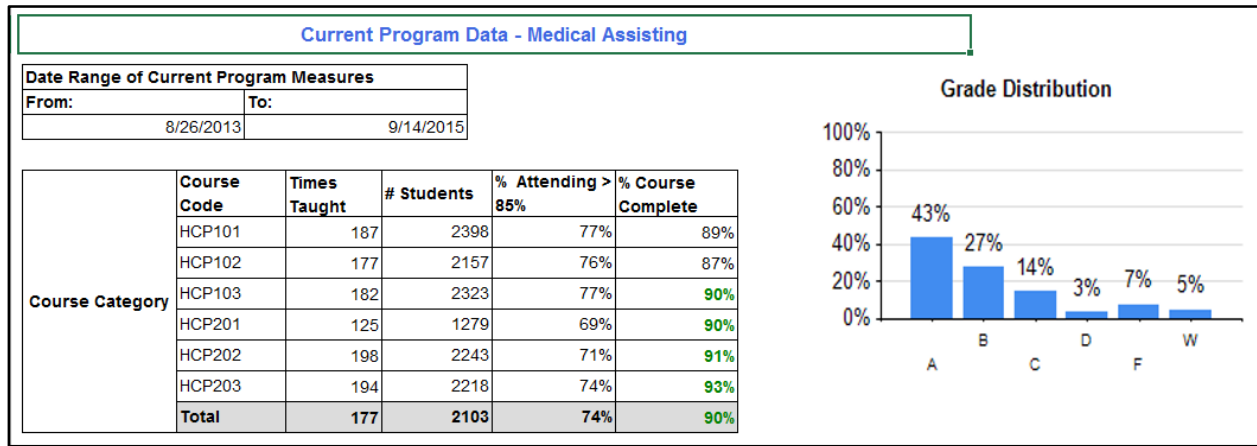 Current Program Data - Medical Assisting
Date Range of Current Program Measures
From: To:
8/26/2013 9/14/2015
Course Category
Course Code Times Taught # Students % Attending > 85% % Course Complete
HCP101 187 2398 77% 89%
HCP102 177 2157 76% 87%
HCP103 182 2323 77% 90%
HCP201 125 1279 69% 90%
HCP202 198 2243 71% 91%
HCP203 194 2218 74% 93%
Total 177 2103 74% 90%
Grade Distribution
100%
80%
60%
40%
20%
0%
43% 27% 14% 3% 7% 5%
A B C D F W